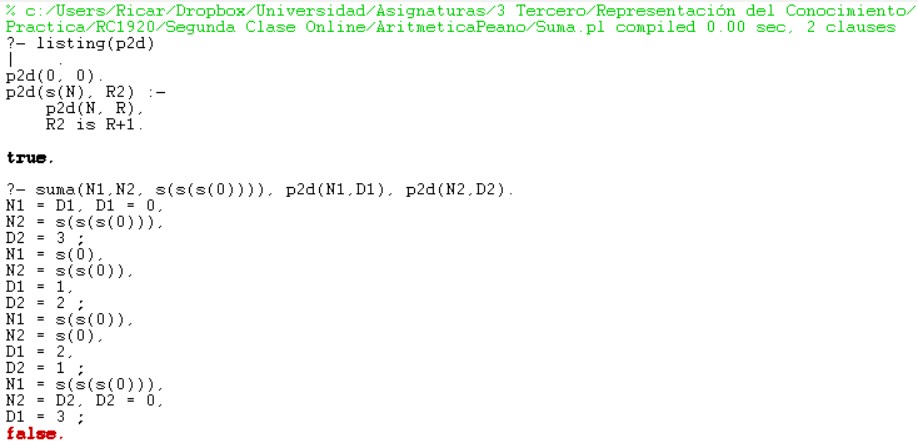 % c:/Users/Ricar/Dropbox/Universidad/Asignaturas/3 Tercero/Representación del Conocimiento/
Practica/RC1920/Segunda Clase Online/AritmeticaPeano/Suma.pl compiled 0.00 sec, 2 clauses
?- listing(p2d)
|    .
p2d(0, 0).
p2d(s(N), R2) :-
    p2d(N, R),
    R2 is R+1.
true.
?- suma(N1,N2, s(s(s(0)))), p2d(N1,D1), p2d(N2,D2).
N1 = D1, D1 = 0,
N2 = s(s(s(0))),
D2 = 3 ;
N1 = s(0),
N2 = s(s(0)),
D1 = 1,
D2 = 2 ;
N1 = s(s(0)),
N2 = s(0),
D1 = 2,
D2 = 1 ;
N1 = s(s(s(0))),
N2 = D2, D2 = 0,
D1 = 3 ;
false.